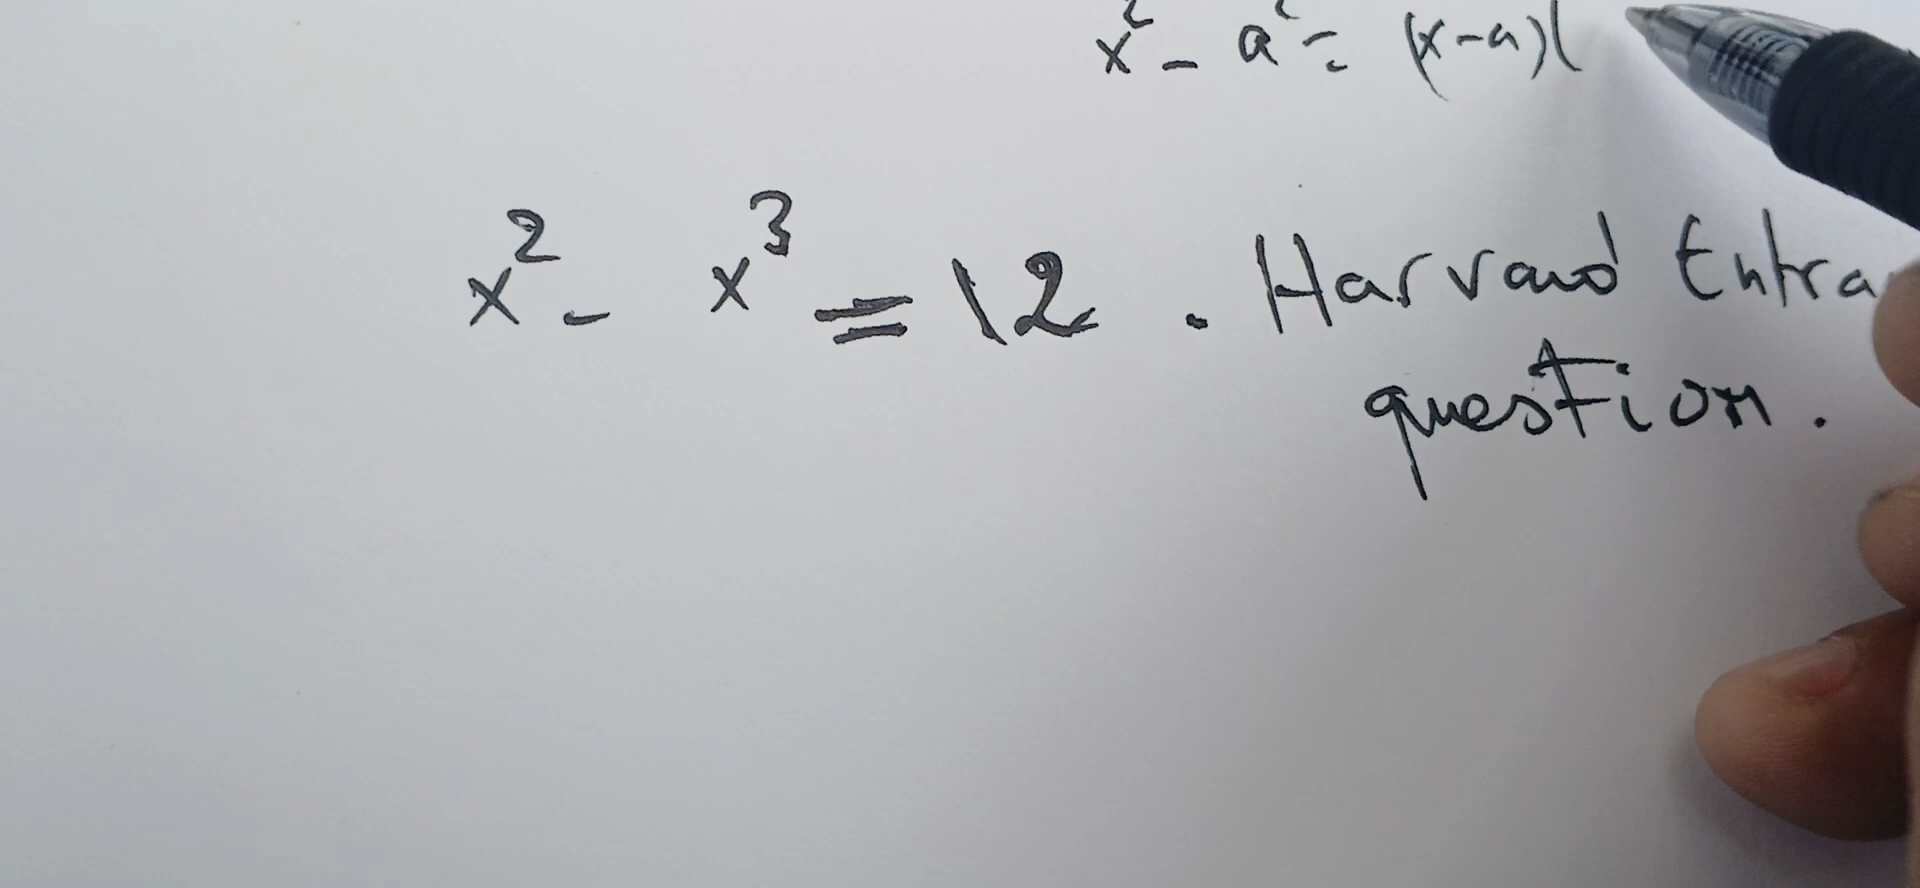 x² - a² = (x-a)(
x² - x³ = 12 . Harvard Entra
question.